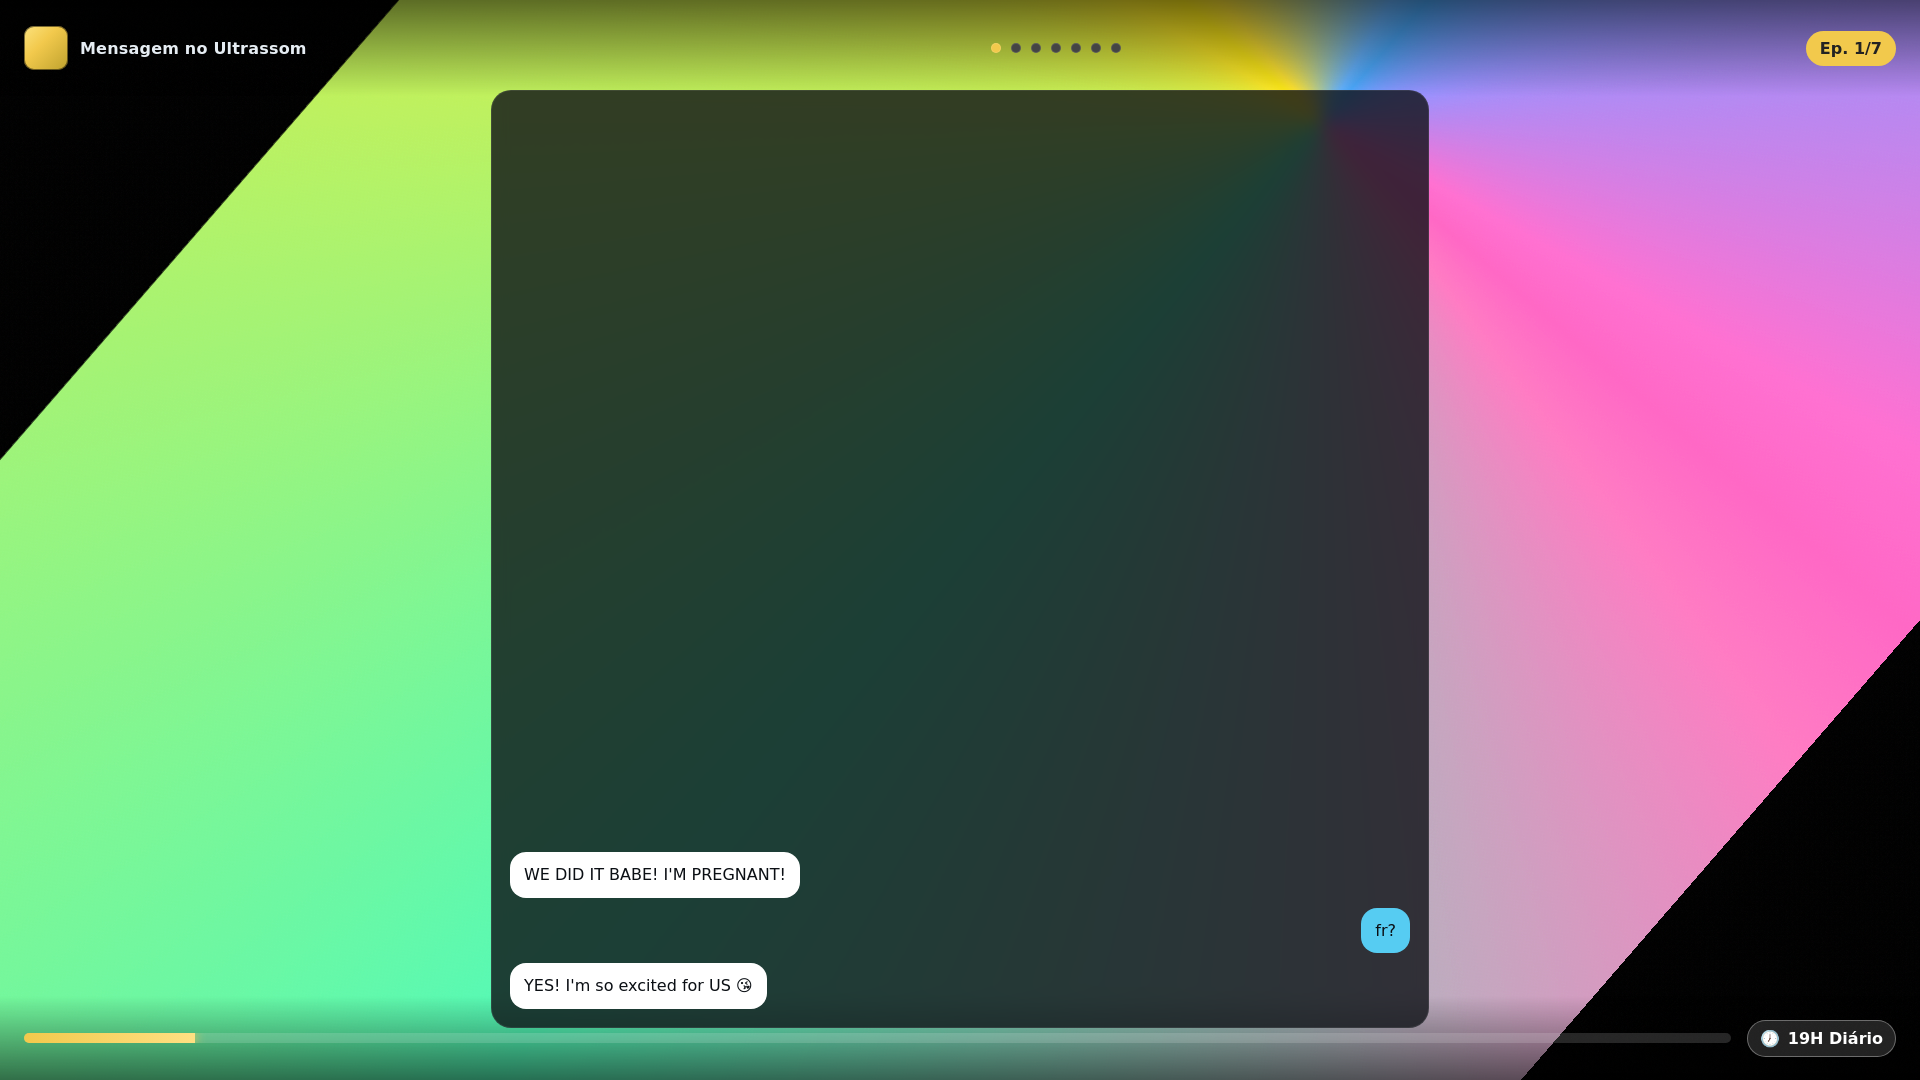 Mensagem no Ultrassom
Ep. 1/7
WE DID IT BABE! I'M PREGNANT!
fr?
YES! I'm so excited for US 😘
🕖 19H Diário